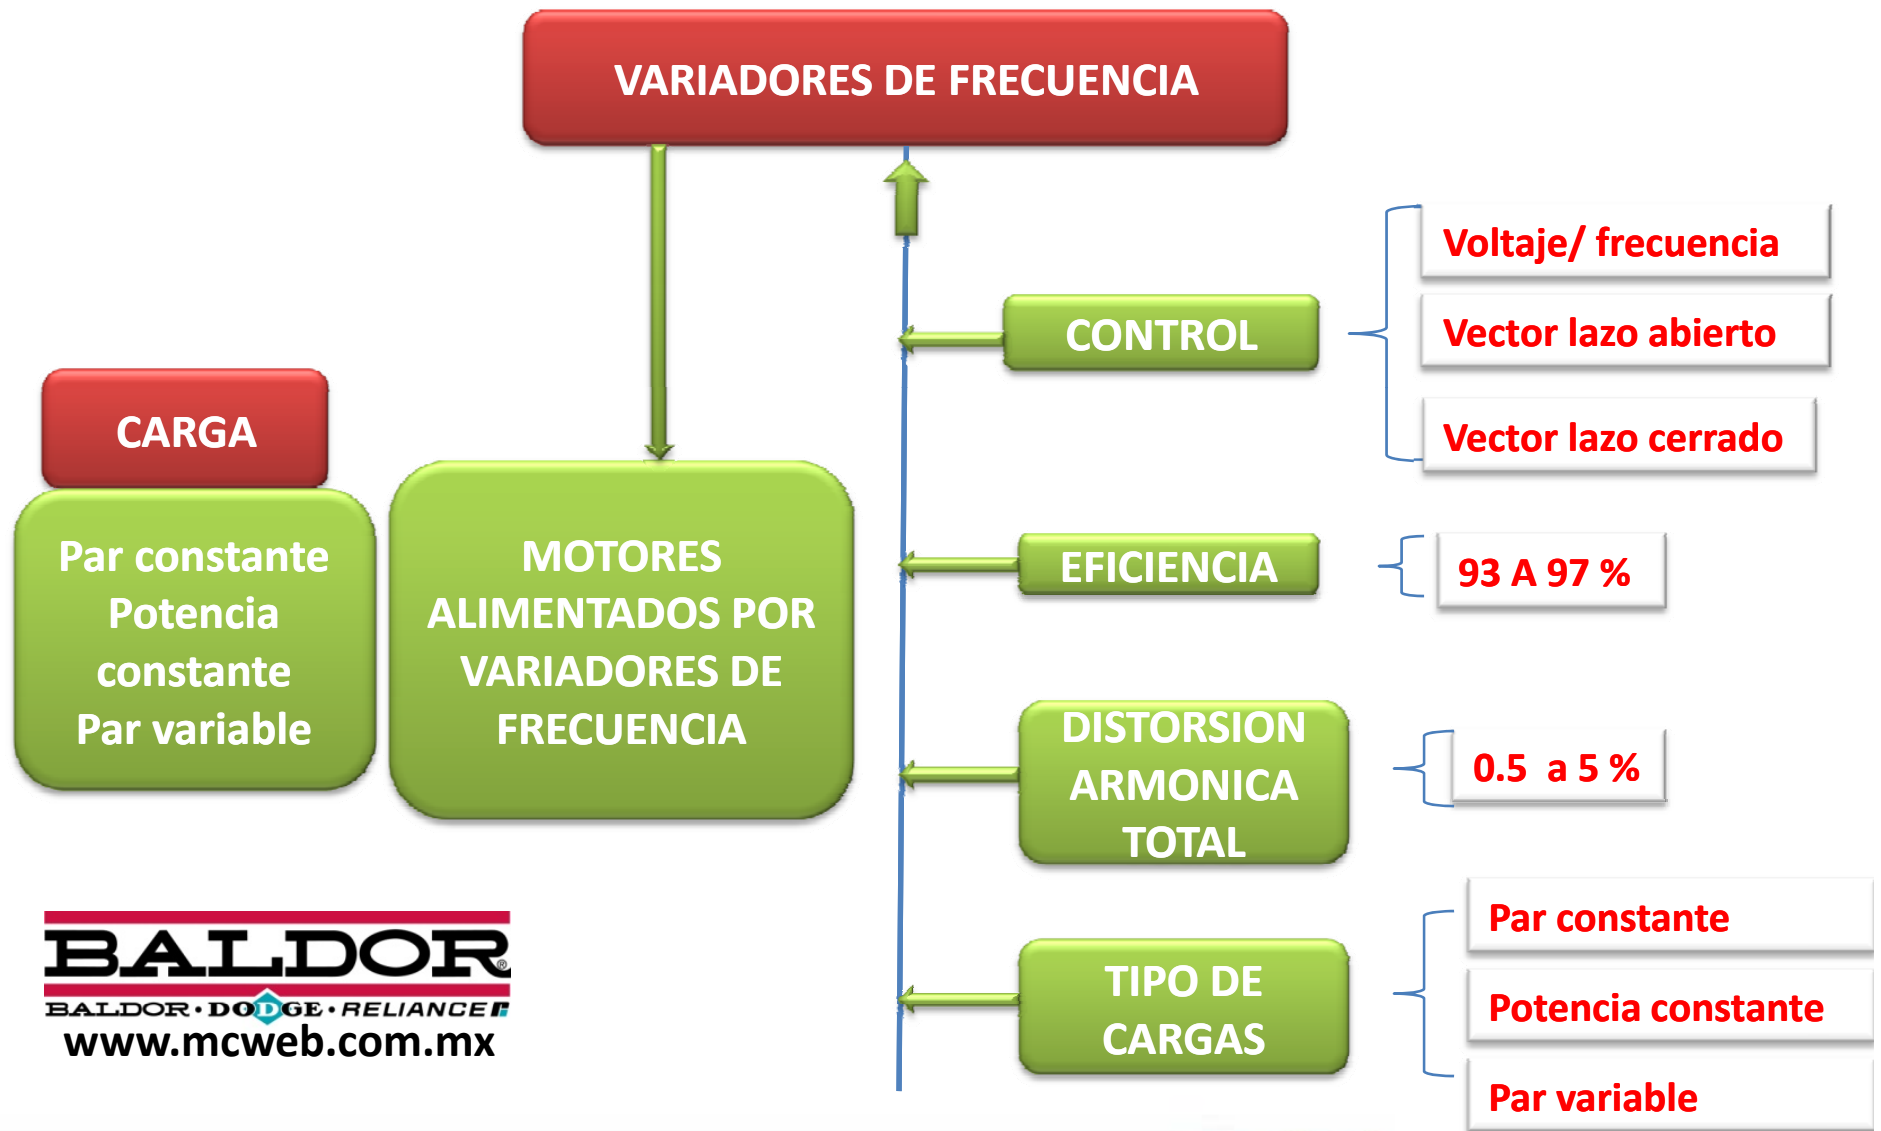 VARIADORES DE FRECUENCIA
CARGA
Par constante
Potencia
constante
Par variable
MOTORES
ALIMENTADOS POR
VARIADORES DE
FRECUENCIA
CONTROL
Voltaje/ frecuencia
Vector lazo abierto
Vector lazo cerrado
EFICIENCIA
93 A 97 %
DISTORSION
ARMONICA
TOTAL
0.5 a 5 %
TIPO DE
CARGAS
Par constante
Potencia constante
Par variable
BALDOR®
BALDOR · DODGE · RELIANCE
www.mcweb.com.mx